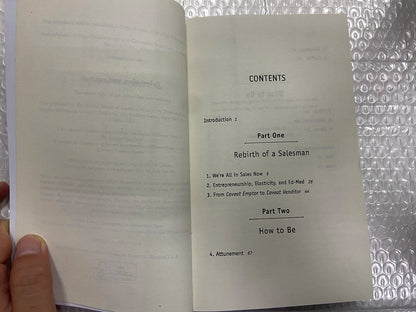 CONTENTS
Introduction 1
Part One
Rebirth of a Salesman
1. We're All in Sales Now 9
2. Entrepreneurship, Elasticity, and Ed-Med 26
3. From Caveat Emptor to Caveat Venditor 44
Part Two
How to Be
4. Attunement 67